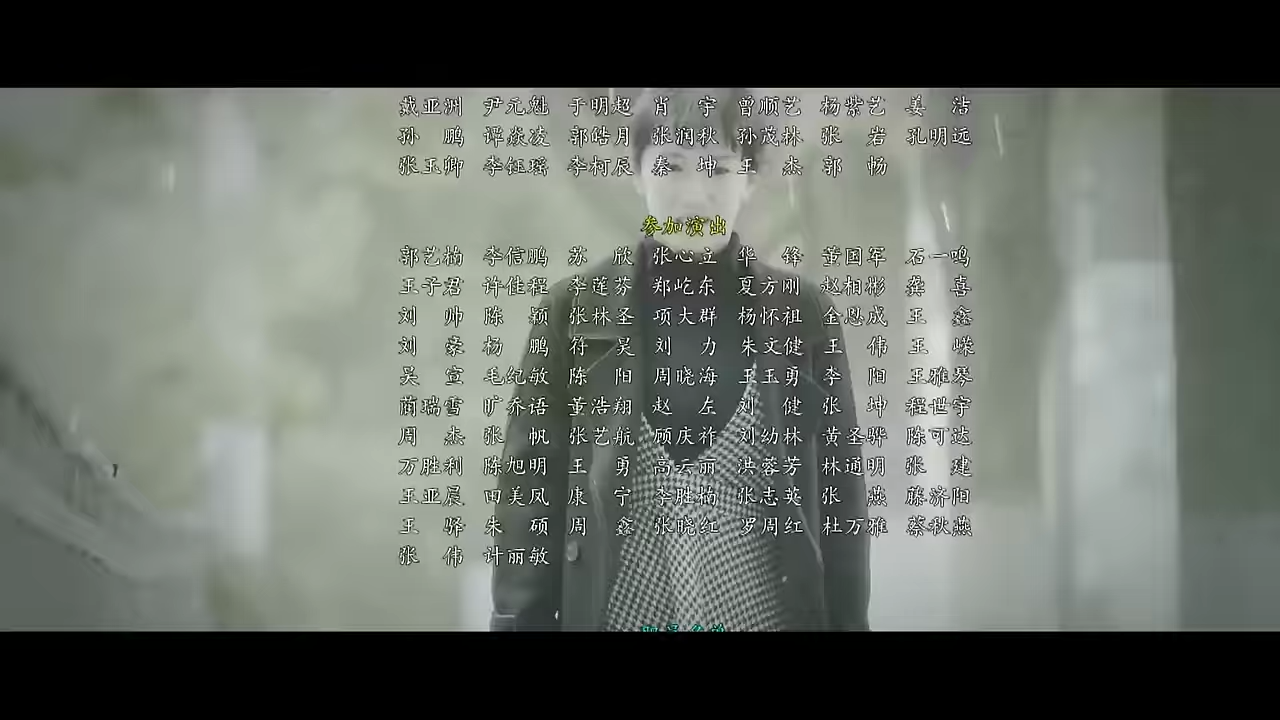 戴亚洲 尹元魁 于明超 肖宇 曾顺艺 杨紫艺 姜洁
孙鹏 谭焱凌 郭皓月 张润秋 孙茂林 张岩 孔明远
张玉卿 李钰瑶 李柯辰 秦坤 王杰 郭畅
参加演出
郭艺楠 李信鹏 苏欣 张心立 华锋 董国军 石一鸣
王子君 许佳程 李莲芬 郑屹东 夏方刚 赵相彬 龚喜
刘帅 陈颖 张林圣 项大群 杨怀祖 金恩成 王鑫
刘豪 杨鹏 符昊 刘力 朱文健 王伟 王嵘
吴宣 毛纪敏 陈阳 周晓海 王玉勇 李阳 王雅琴
蔺瑞雪 旷乔语 董浩翔 赵左 刘健 张坤 程世宇
周杰 张帆 张艺航 顾庆祚 刘幼林 黄圣骅 陈可达
万胜利 陈旭明 王勇 高云丽 洪蓉芳 林通明 张建
王亚晨 田美凤 康宁 李胜楠 张志英 张燕 滕济阳
王驿 朱硕 周鑫 张晓红 罗周红 杜万雅 蔡秋燕
张伟 计丽敏